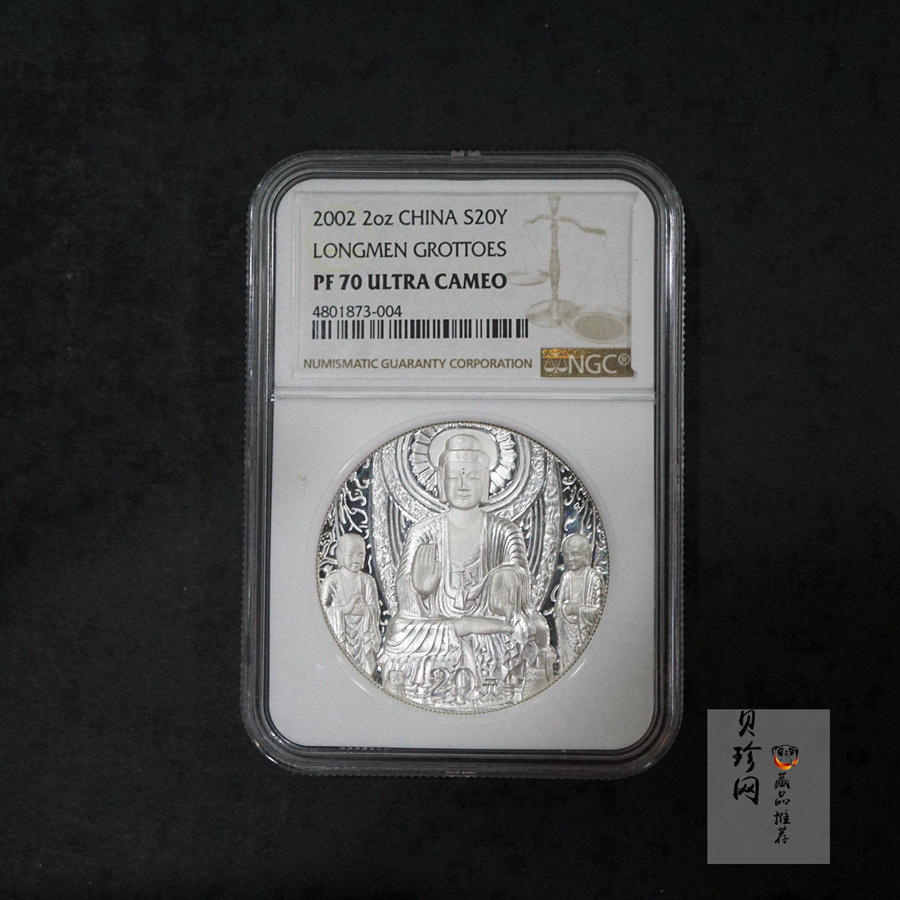 2002 2oz CHINA S20Y
LONGMEN GROTTOES
PF 70 ULTRA CAMEO
4801873-004
NUMISMATIC GUARANTY CORPORATION
NGC®
20元
贝珍网
藏品推荐